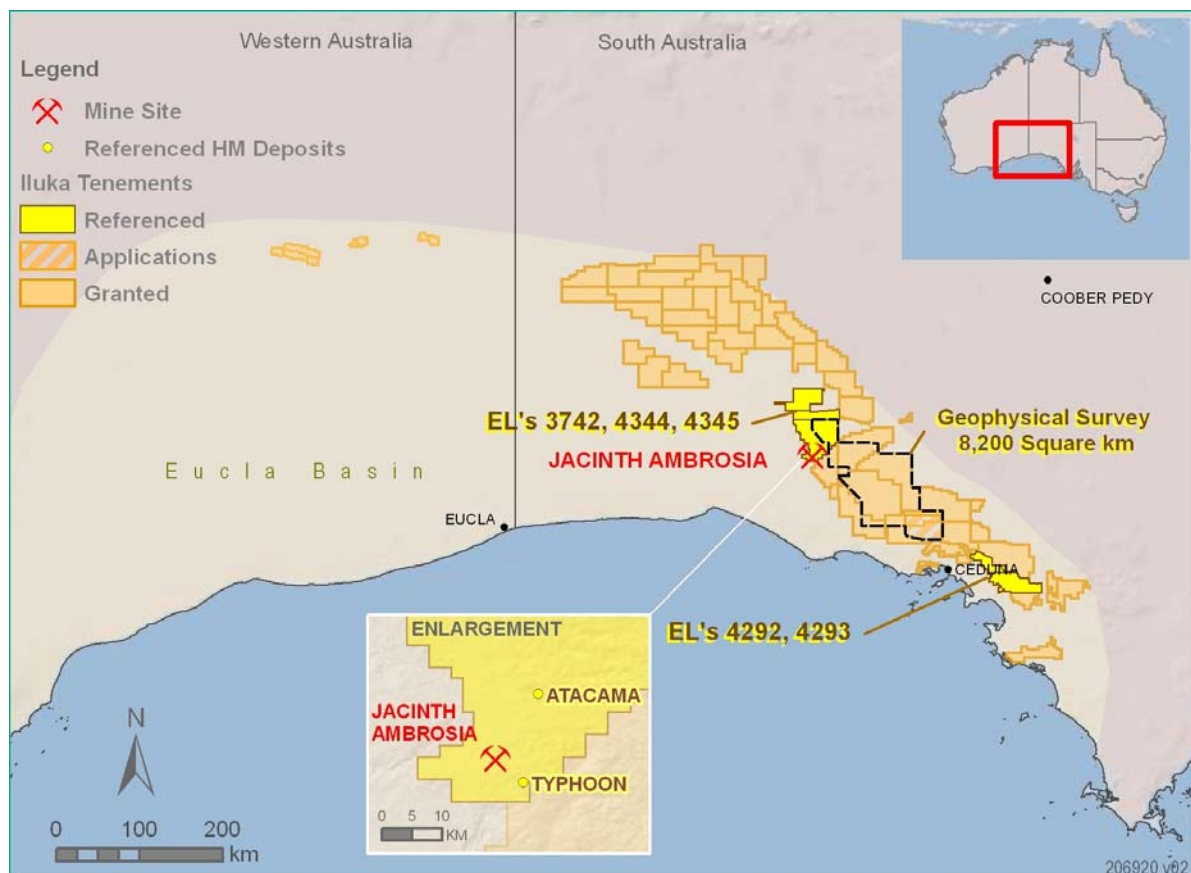 Western Australia
South Australia
Legend
Mine Site
Referenced HM Deposits
Iluka Tenements
Referenced
Applications
Granted
COOBER PEDY
EL's 3742, 4344, 4345
Geophysical Survey
8,200 Square km
JACINTH AMBROSIA
Eucla Basin
EUCLA
CEDUNA
EL's 4292, 4293
ENLARGEMENT
ATACAMA
JACINTH
AMBROSIA
TYPHOON
0 5 10
KM
N
0 100 200
km
206920 v02